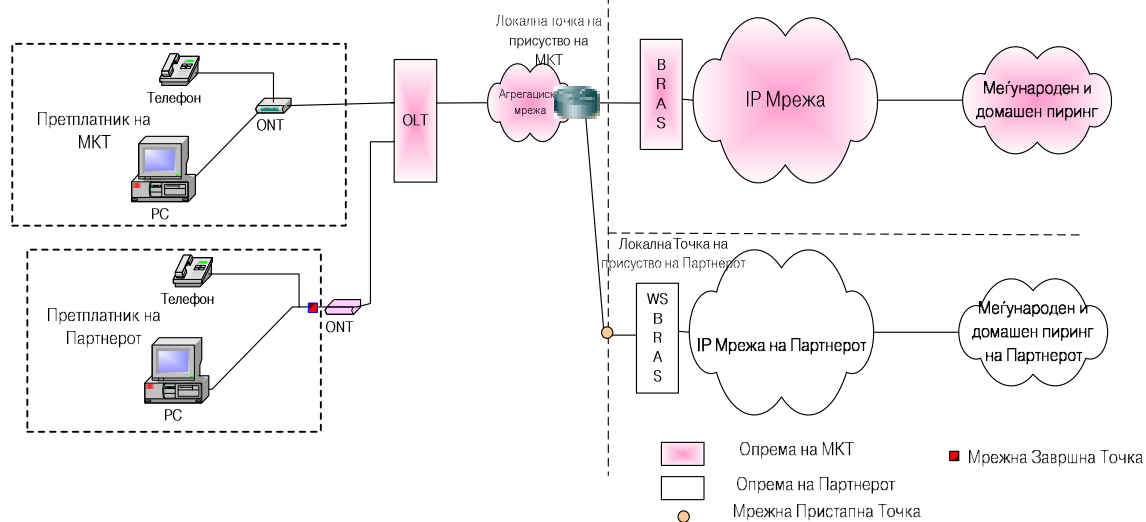 Локална точка на
присуство на
МКТ
Телефон
Претплатник на
МКТ
ONT
PC
OLT
Агрегациска
мрежа
B
R
A
S
IP Мрежа
Меѓународен и
домашен пиринг
Локална Точка на
присуство на Партнерот
Телефон
Претплатник на
Партнерот
ONT
PC
WS
B
R
A
S
IP Мрежа на Партнерот
Меѓународен и
домашен пиринг
на Партнерот
Опрема на МКТ
Мрежна Завршна Точка
Опрема на Партнерот
Мрежна Пристапна Точка